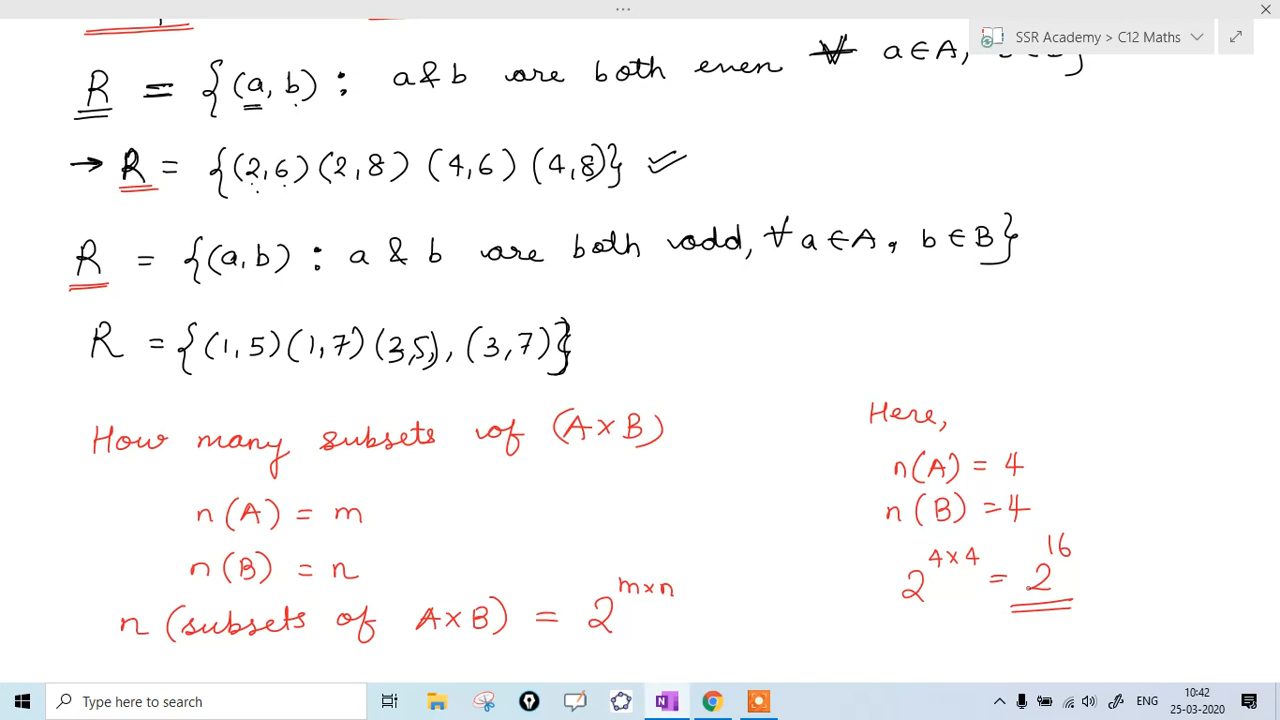 SSR Academy > C12 Maths
R = {(a, b) : a & b are both even ∀ a ∈ A,
→ R = {(2,6)(2,8) (4,6) (4,8)}
R = {(a,b) : a & b are both odd, ∀ a ∈ A, b ∈ B}
R = {(1,5)(1,7)(3,5), (3,7)}
How many subsets of (A×B)
Here,
n(A) = 4
n(B) = 4
2^{4×4} = 2^{16}
n(A) = m
n(B) = n
n (subsets of A×B) = 2^{m×n}
Type here to search
ENG
10:42
25-03-2020